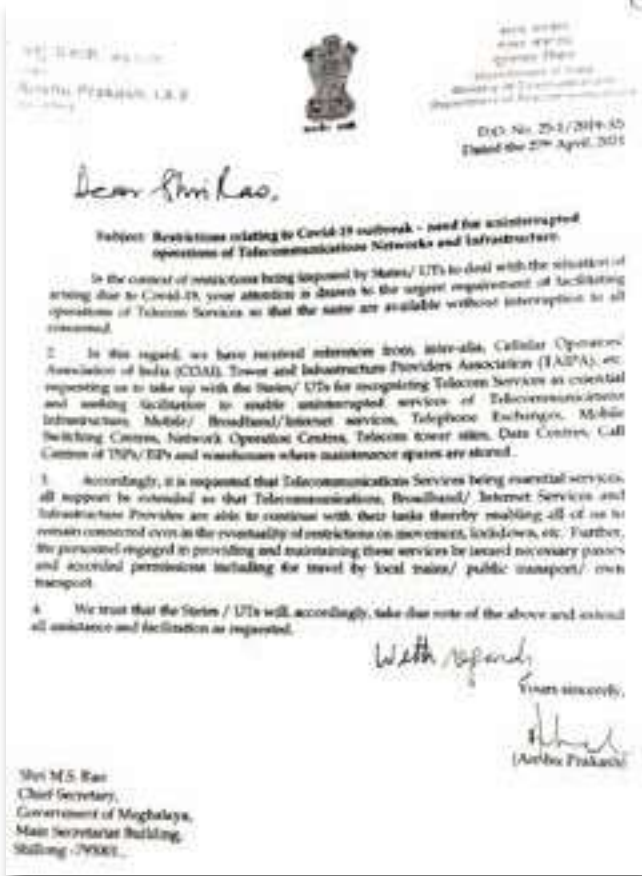 Anshu Prakash, I.A.S
D.O. No. 25-1/2019-
Dated the 27th April, 2021
Dear Shri Rao,
Subject: Restrictions relating to Covid-19 outbreak – need for uninterrupted
operations of Telecommunications Networks and Infrastructure.
In the context of restrictions being imposed by States/ UTs to deal with the situation of
arising due to Covid-19, your attention is drawn to the urgent requirement of facilitating
operations of Telecom Services so that the same are available without interruption to all
concerned.
2. In this regard, we have received references from, inter-alia, Cellular Operators'
Association of India (COAI), Tower and Infrastructure Providers Association (TAIPA), etc.
requesting us to take up with the States/ UTs for recognizing Telecom Services as essential
and seeking facilitation to enable uninterrupted services of Telecommunications
Infrastructure, Mobile/ Broadband/Internet services, Telephone Exchanges, Mobile
Switching Centres, Network Operation Centres, Telecom tower sites, Data Centres, Call
Centres of TSPs/ISPs and warehouses where maintenance spares are stored.
3. Accordingly, it is requested that Telecommunications Services being essential services,
all support be extended so that Telecommunications, Broadband/ Internet Services and
Infrastructure Provides are able to continue with their tasks thereby enabling all of us to
remain connected even in the eventuality of restrictions on movement, lockdown, etc. Further,
the personnel engaged in providing and maintaining these services be issued necessary passes
and accorded permissions including for travel by local trains/ public transport/ own
transport.
4. We trust that the States / UTs will, accordingly, take due note of the above and extend
all assistance and facilitation as requested.
With regards
Yours sincerely,
(Anshu Prakash)
Shri M.S. Rao
Chief Secretary,
Government of Meghalaya,
Main Secretariat Building,
Shillong -79300